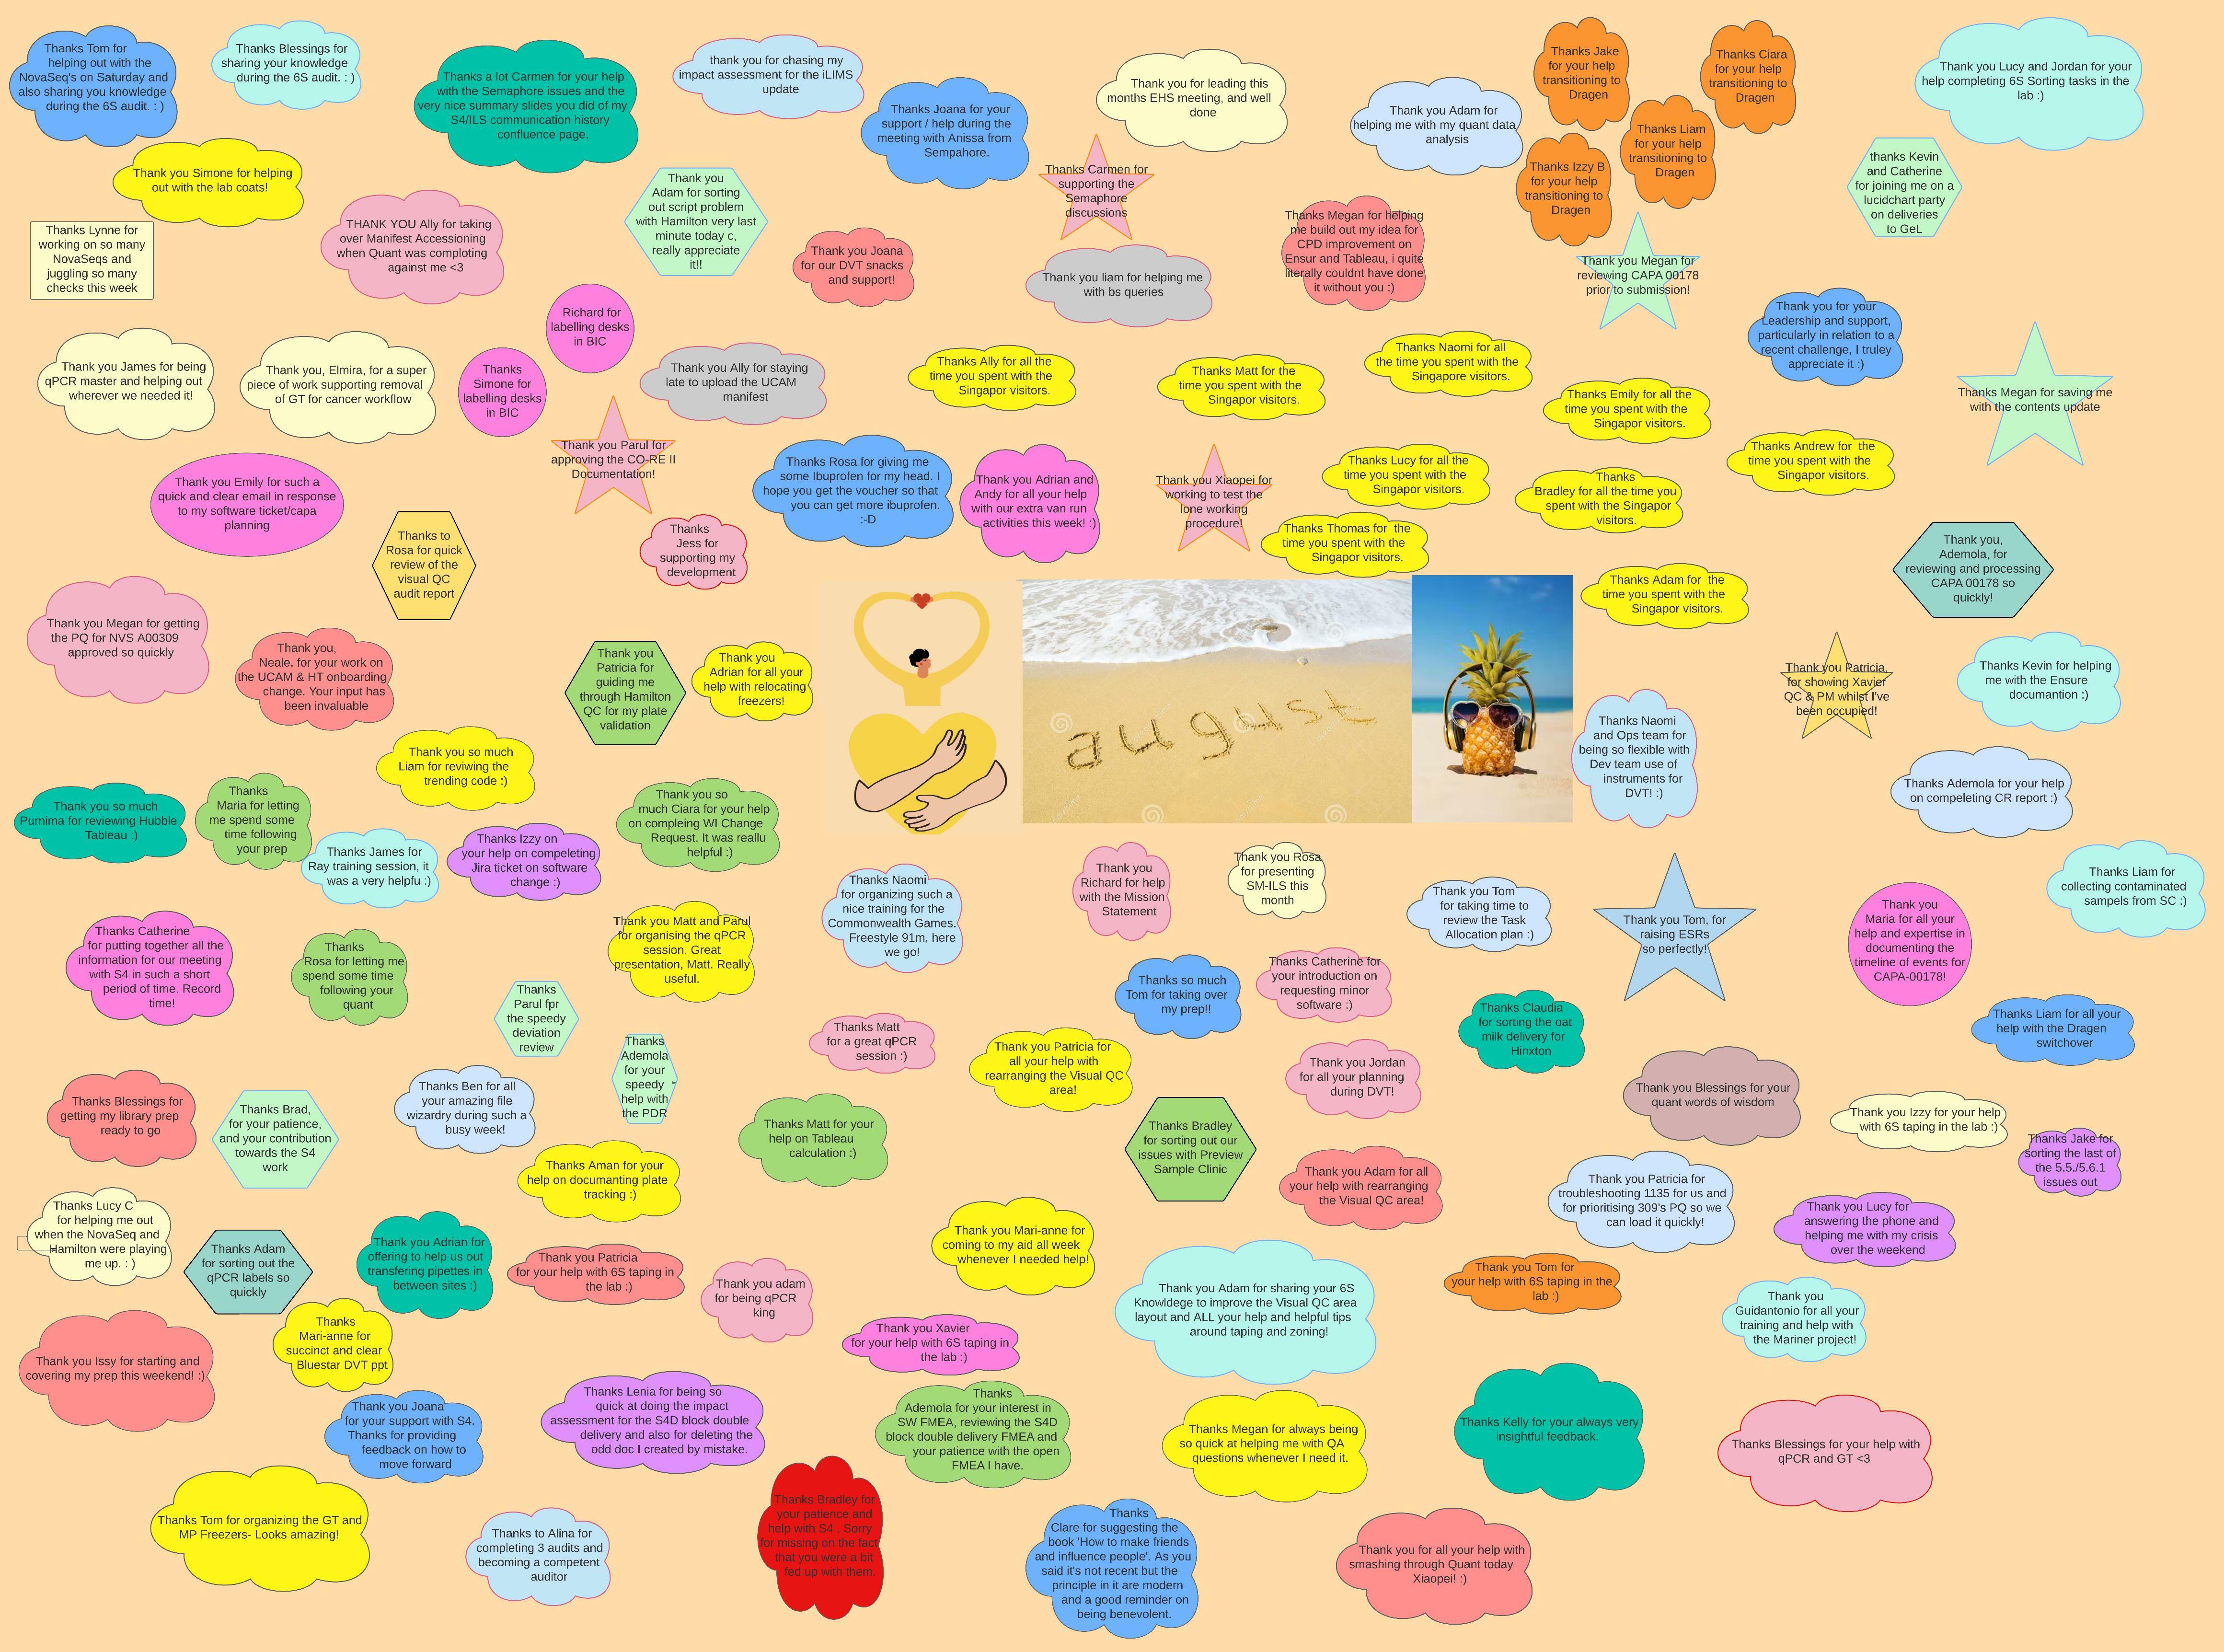 Thanks Tom for
helping out with the
NovaSeq's on Saturday and
also sharing you knowledge
during the 6S audit. : )
Thanks Blessings for
sharing your knowledge
during the 6S audit. : )
Thanks a lot Carmen for your help
with the Semaphore issues and the
very nice summary slides you did of my
S4/ILS communication history
confluence page.
thank you for chasing my
impact assessment for the iLIMS
update
Thanks Joana for your
support / help during the
meeting with Anissa from
Sempahore.
Thank you for leading this
months EHS meeting, and well
done
Thank you Adam for
helping me with my quant data
analysis
Thanks Jake
for your help
transitioning to
Dragen
Thanks Ciara
for your help
transitioning to
Dragen
Thanks Liam
for your help
transitioning to
Dragen
Thanks Izzy B
for your help
transitioning to
Dragen
Thank you Lucy and Jordan for your
help completing 6S Sorting tasks in the
lab :)
Thank you Simone for helping
out with the lab coats!
Thanks Lynne for
working on so many
NovaSeqs and
juggling so many
checks this week
THANK YOU Ally for taking
over Manifest Accessioning
when Quant was comploting
against me <3
Thank you
Adam for sorting
out script problem
with Hamilton very last
minute today c,
really appreciate
it!!
Thank you Joana
for our DVT snacks
and support!
Thanks Carmen for
supporting the
Semaphore
discussions
Thank you liam for helping me
with bs queries
Thanks Megan for helping
me build out my idea for
CPD improvement on
Ensur and Tableau, i quite
literally couldnt have done
it without you :)
Thank you Megan for
reviewing CAPA 00178
prior to submission!
thanks Kevin
and Catherine
for joining me on a
lucidchart party
on deliveries
to GeL
Thank you for your
Leadership and support,
particularly in relation to a
recent challenge, I truley
appreciate it :)
Thanks Megan for saving me
with the contents update
Thank you James for being
qPCR master and helping out
wherever we needed it!
Thank you, Elmira, for a super
piece of work supporting removal
of GT for cancer workflow
Richard for
labelling desks
in BIC
Thanks
Simone for
labelling desks
in BIC
Thank you Ally for staying
late to upload the UCAM
manifest
Thanks Ally for all the
time you spent with the
Singapor visitors.
Thanks Matt for the
time you spent with the
Singapor visitors.
Thanks Naomi for all
the time you spent with the
Singapore visitors.
Thanks Emily for all the
time you spent with the
Singapor visitors.
Thanks Andrew for  the
time you spent with the
Singapor visitors.
Thank you Emily for such a
quick and clear email in response
to my software ticket/capa
planning
Thank you Parul for
approving the CO-RE II
Documentation!
Thanks Rosa for giving me
some Ibuprofen for my head. I
hope you get the voucher so that
you can get more ibuprofen.
:-D
Thank you Adrian and
Andy for all your help
with our extra van run
activities this week! :)
Thank you Xiaopei for
working to test the
lone working
procedure!
Thanks Lucy for all the
time you spent with the
Singapor visitors.
Thanks
Bradley for all the time you
spent with the Singapor
visitors.
Thanks Thomas for  the
time you spent with the
Singapor visitors.
Thanks to
Rosa for quick
review of the
visual QC
audit report
Thanks
Jess for
supporting my
development
Thanks Adam for  the
time you spent with the
Singapor visitors.
Thank you,
Ademola, for
reviewing and processing
CAPA 00178 so
quickly!
Thank you Megan for getting
the PQ for NVS A00309
approved so quickly
Thank you,
Neale, for your work on
the UCAM & HT onboarding
change. Your input has
been invaluable
Thank you
Patricia for
guiding me
through Hamilton
QC for my plate
validation
Thank you
Adrian for all your
help with relocating
freezers!
august
Thanks Naomi
and Ops team for
being so flexible with
Dev team use of
instruments for
DVT! :)
Thank you Patricia,
for showing Xavier
QC & PM whilst I've
been occupied!
Thanks Kevin for helping
me with the Ensure
documantion :)
Thank you so much
Liam for reviwing the
trending code :)
Thank you so much
Purnima for reviewing Hubble
Tableau :)
Thanks
Maria for letting
me spend some
time following
your prep
Thanks James for
Ray training session, it
was a very helpfu :)
Thanks Izzy on
your help on compeleting
Jira ticket on software
change :)
Thank you so
much Ciara for your help
on compleing WI Change
Request. It was reallu
helpful :)
Thanks Ademola for your help
on compeleting CR report :)
Thanks Catherine
for putting together all the
information for our meeting
with S4 in such a short
period of time. Record
time!
Thanks
Rosa for letting me
spend some time
following your
quant
Thank you Matt and Parul
for organising the qPCR
session. Great
presentation, Matt. Really
useful.
Thanks Naomi
for organizing such a
nice training for the
Commonwealth Games.
Freestyle 91m, here
we go!
Thank you
Richard for help
with the Mission
Statement
Thank you Rosa
for presenting
SM-ILS this
month
Thank you Tom
for taking time to
review the Task
Allocation plan :)
Thank you Tom, for
raising ESRs
so perfectly!
Thank you
Maria for all your
help and expertise in
documenting the
timeline of events for
CAPA-00178!
Thanks Liam for
collecting contaminated
sampels from SC :)
Thanks
Parul fpr
the speedy
deviation
review
Thanks
Ademola
for your
speedy
help with
the PDR
Thanks Matt
for a great qPCR
session :)
Thanks so much
Tom for taking over
my prep!!
Thanks Catherine for
your introduction on
requesting minor
software :)
Thanks Claudia
for sorting the oat
milk delivery for
Hinxton
Thanks Liam for all your
help with the Dragen
switchover
Thank you Patricia for
all your help with
rearranging the Visual QC
area!
Thank you Jordan
for all your planning
during DVT!
Thank you Blessings for your
quant words of wisdom
Thanks Blessings for
getting my library prep
ready to go
Thanks Brad,
for your patience,
and your contribution
towards the S4
work
Thanks Ben for all
your amazing file
wizardry during such a
busy week!
Thanks Matt for your
help on Tableau
calculation :)
Thanks Bradley
for sorting out our
issues with Preview
Sample Clinic
Thank you Izzy for your help
with 6S taping in the lab :)
Thanks Jake for
sorting the last of
the 5.5./5.6.1
issues out
Thanks Aman for your
help on documanting plate
tracking :)
Thank you Adam for all
your help with rearranging
the Visual QC area!
Thank you Patricia for
troubleshooting 1135 for us and
for prioritising 309's PQ so we
can load it quickly!
Thanks Lucy C
for helping me out
when the NovaSeq and
Hamilton were playing
me up. : )
Thanks Adam
for sorting out the
qPCR labels so
quickly
Thank you Adrian for
offering to help us out
transfering pipettes in
between sites :)
Thank you Patricia
for your help with 6S taping in
the lab :)
Thank you adam
for being qPCR
king
Thank you Mari-anne for
coming to my aid all week
whenever I needed help!
Thank you Lucy for
answering the phone and
helping me with my crisis
over the weekend
Thank you Adam for sharing your 6S
Knowldege to improve the Visual QC area
layout and ALL your help and helpful tips
around taping and zoning!
Thank you Tom for
your help with 6S taping in the
lab :)
Thank you
Guidantonio for all your
training and help with
the Mariner project!
Thank you Issy for starting and
covering my prep this weekend! :)
Thanks
Mari-anne for
succinct and clear
Bluestar DVT ppt
Thank you Xavier
for your help with 6S taping in
the lab :)
Thank you Joana
for your support with S4.
Thanks for providing
feedback on how to
move forward
Thanks Lenia for being so
quick at doing the impact
assessment for the S4D block double
delivery and also for deleting the
odd doc I created by mistake.
Thanks
Ademola for your interest in
SW FMEA, reviewing the S4D
block double delivery FMEA and
your patience with the open
FMEA I have.
Thanks Megan for always being
so quick at helping me with QA
questions whenever I need it.
Thanks Kelly for your always very
insightful feedback.
Thanks Blessings for your help with
qPCR and GT <3
Thanks Tom for organizing the GT and
MP Freezers- Looks amazing!
Thanks to Alina for
completing 3 audits and
becoming a competent
auditor
Thanks Bradley for
your patience and
help with S4 . Sorry
for missing on the fact
that you were a bit
fed up with them.
Thanks
Clare for suggesting the
book 'How to make friends
and influence people'. As you
said it's not recent but the
principle in it are modern
and a good reminder on
being benevolent.
Thank you for all your help with
smashing through Quant today
Xiaopei! :)